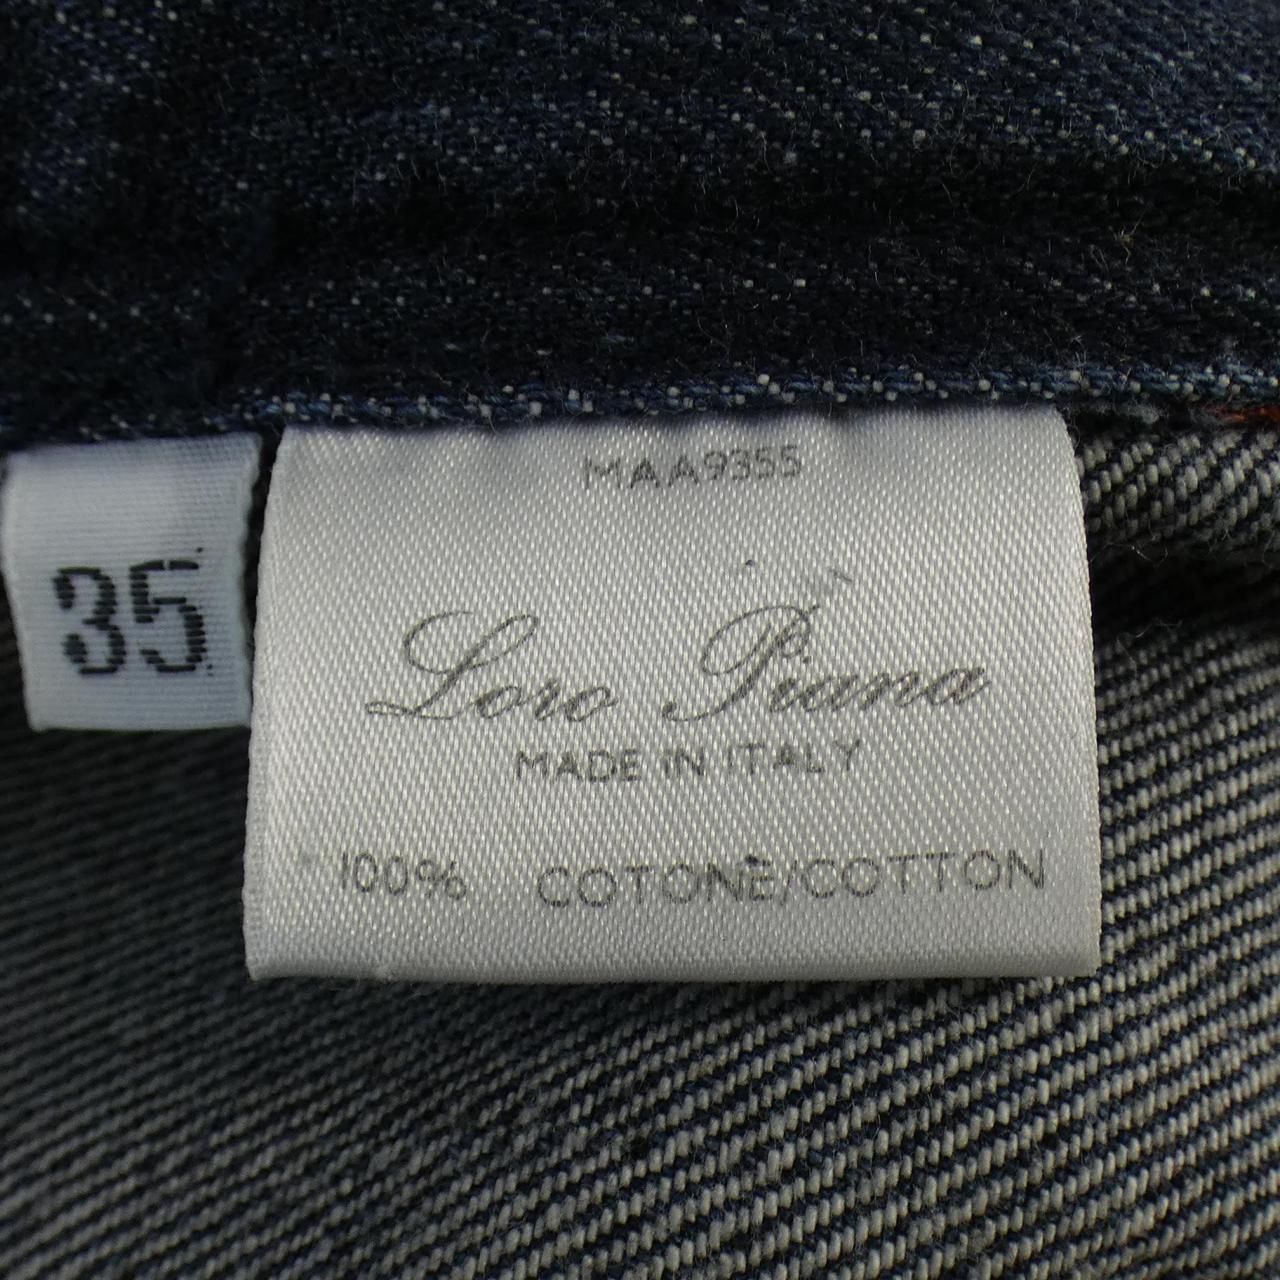 35
MAA9355
Loro Piana
MADE IN ITALY
100% COTONE/COTTON